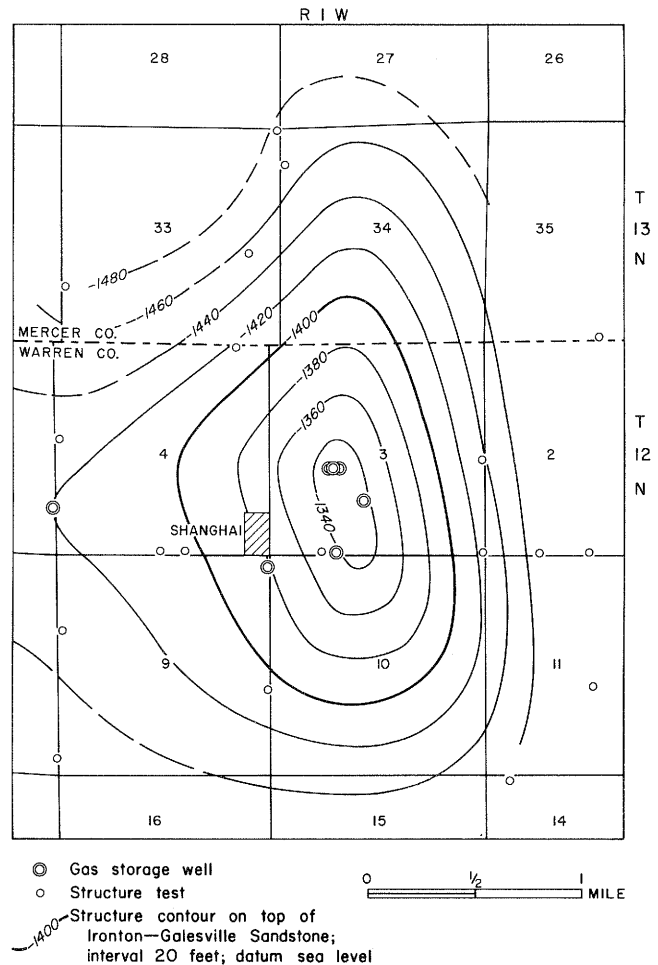 R I W
28
27
26
33
34
35
T
13
N
-1480
-1460
-1440
-1420
-1400
MERCER CO.
WARREN CO.
-1380
-1360
4
3
2
T
12
N
-1340
SHANGHAI
9
10
11
16
15
14
Gas storage well
Structure test
-1400 Structure contour on top of
Ironton—Galesville Sandstone;
interval 20 feet; datum sea level
0 ½ 1
MILE